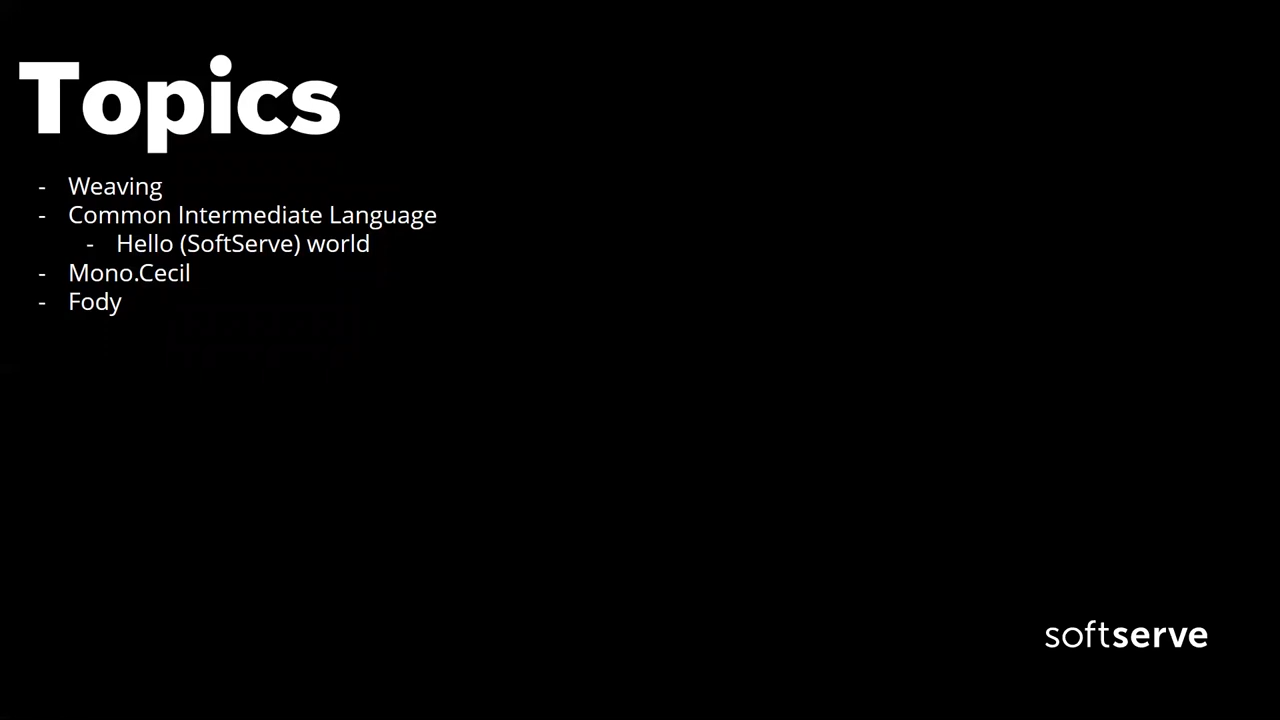 Topics
- Weaving
- Common Intermediate Language
- Hello (SoftServe) world
- Mono.Cecil
- Fody
softserve